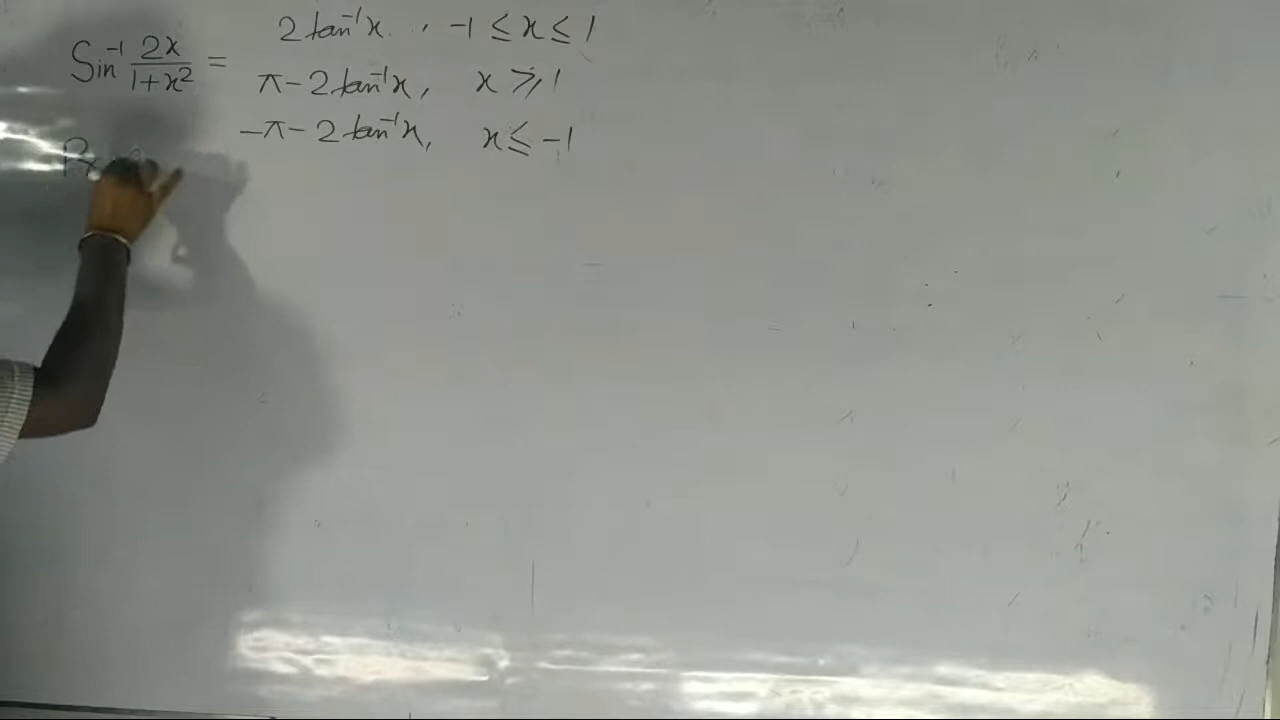 Sin⁻¹ 2x/1+x² = 2tan⁻¹x , -1 ≤ x ≤ 1
π - 2tan⁻¹x, x ≥ 1
-π - 2tan⁻¹x, x ≤ -1